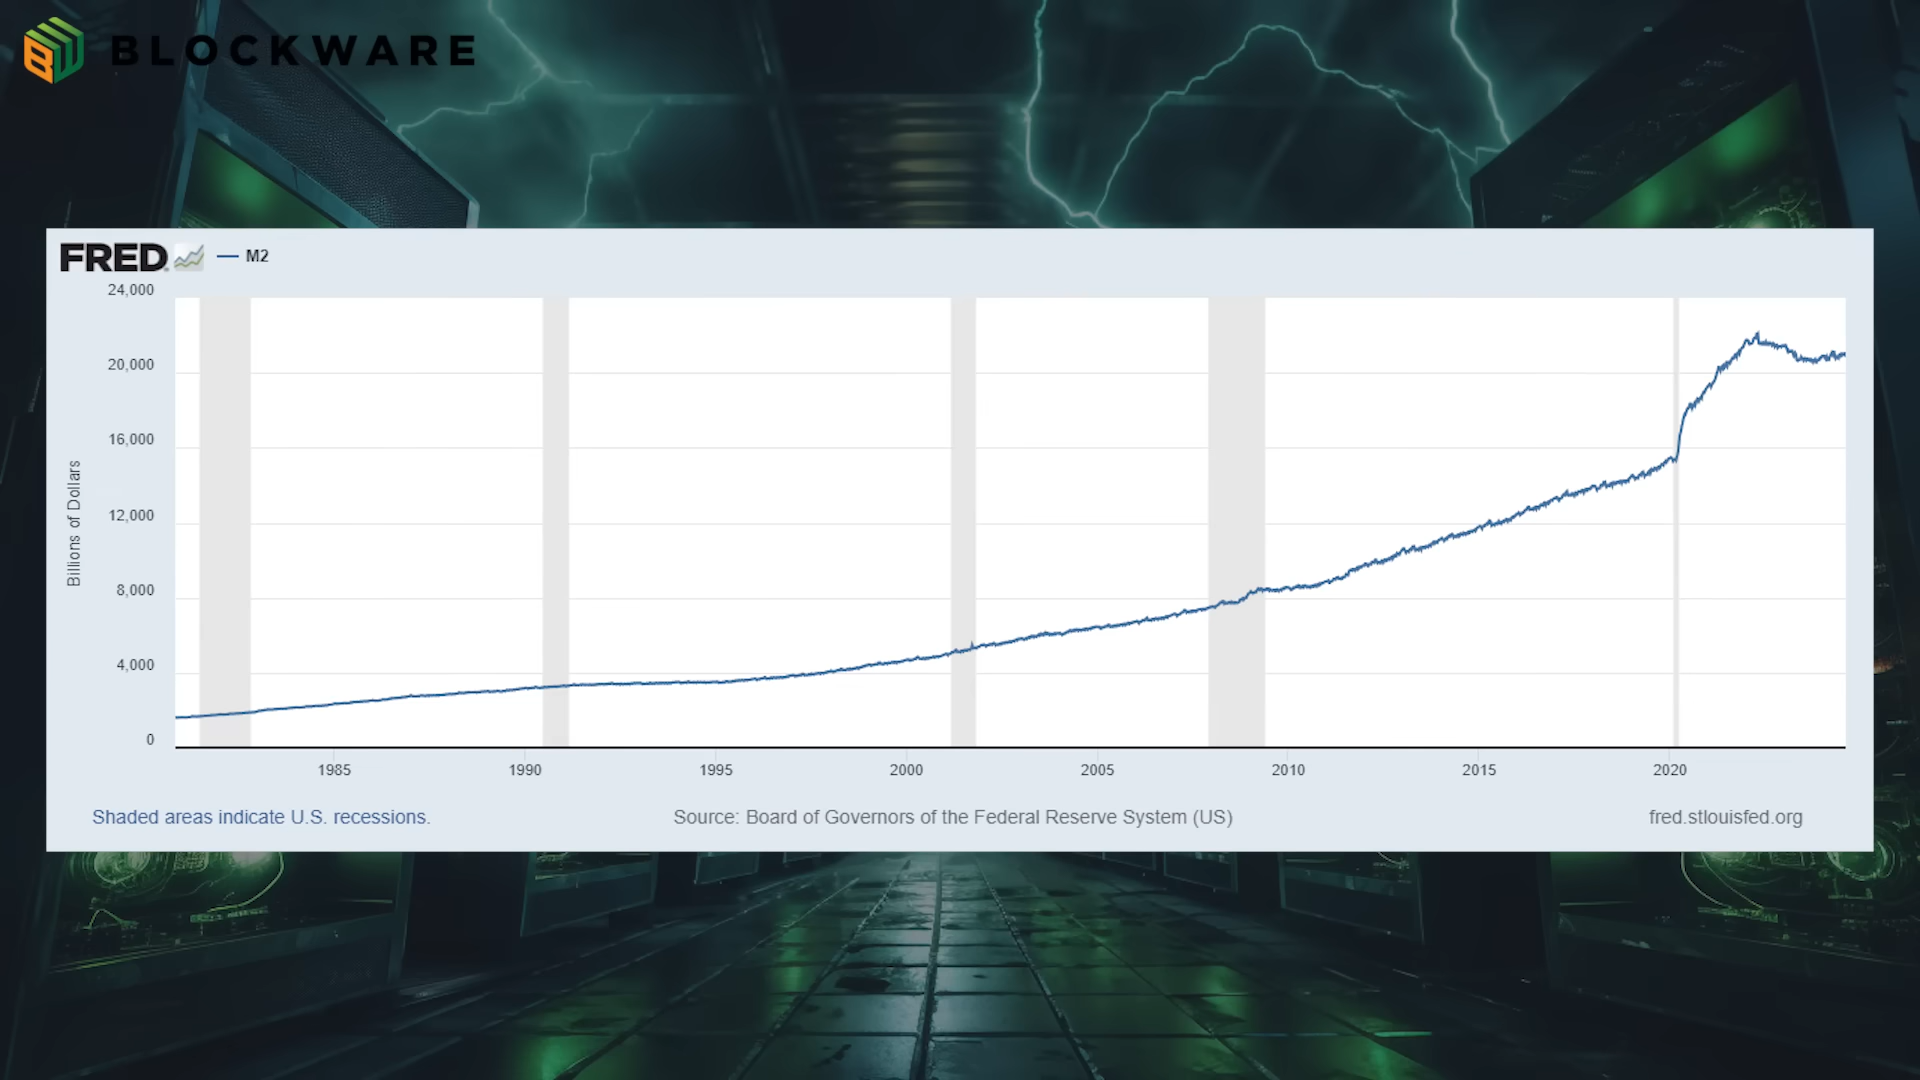 BLOCKWARE
FRED M2
24,000
20,000
16,000
12,000
8,000
4,000
0
Billions of Dollars
1985 1990 1995 2000 2005 2010 2015 2020
Shaded areas indicate U.S. recessions. Source: Board of Governors of the Federal Reserve System (US) fred.stlouisfed.org